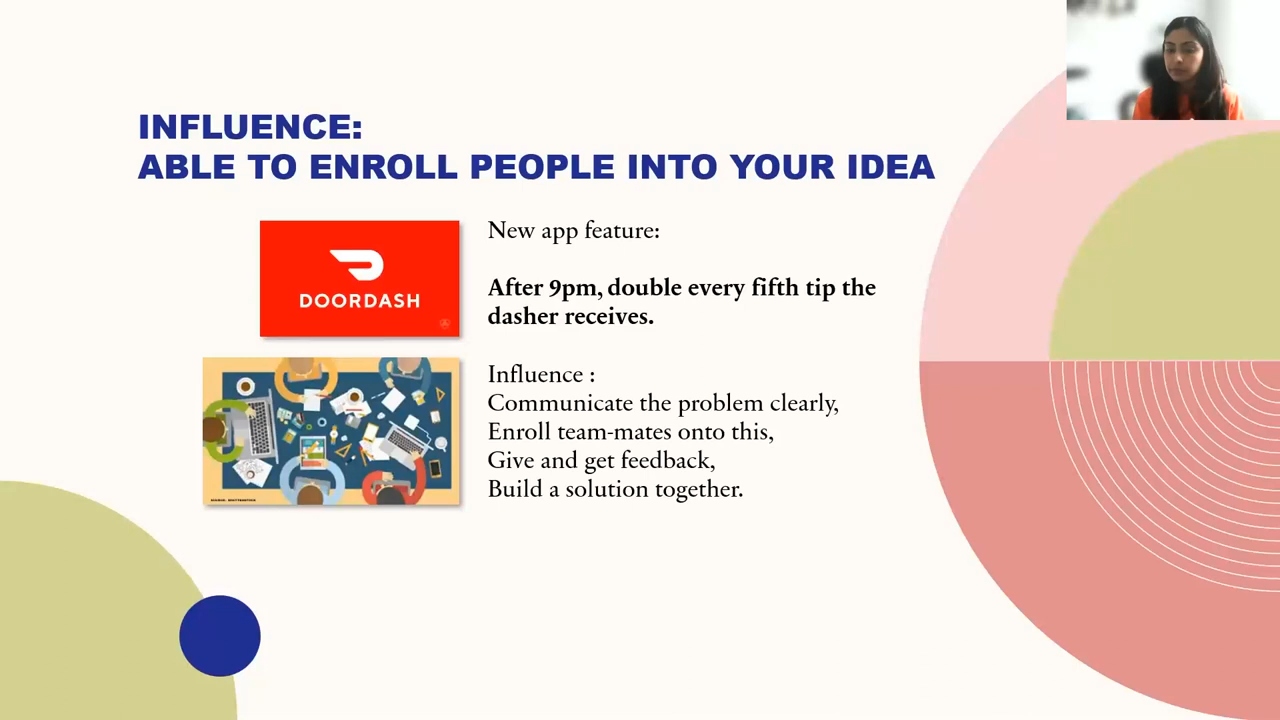 INFLUENCE:
ABLE TO ENROLL PEOPLE INTO YOUR IDEA
DOORDASH
New app feature:
After 9pm, double every fifth tip the
dasher receives.
Influence :
Communicate the problem clearly,
Enroll team-mates onto this,
Give and get feedback,
Build a solution together.